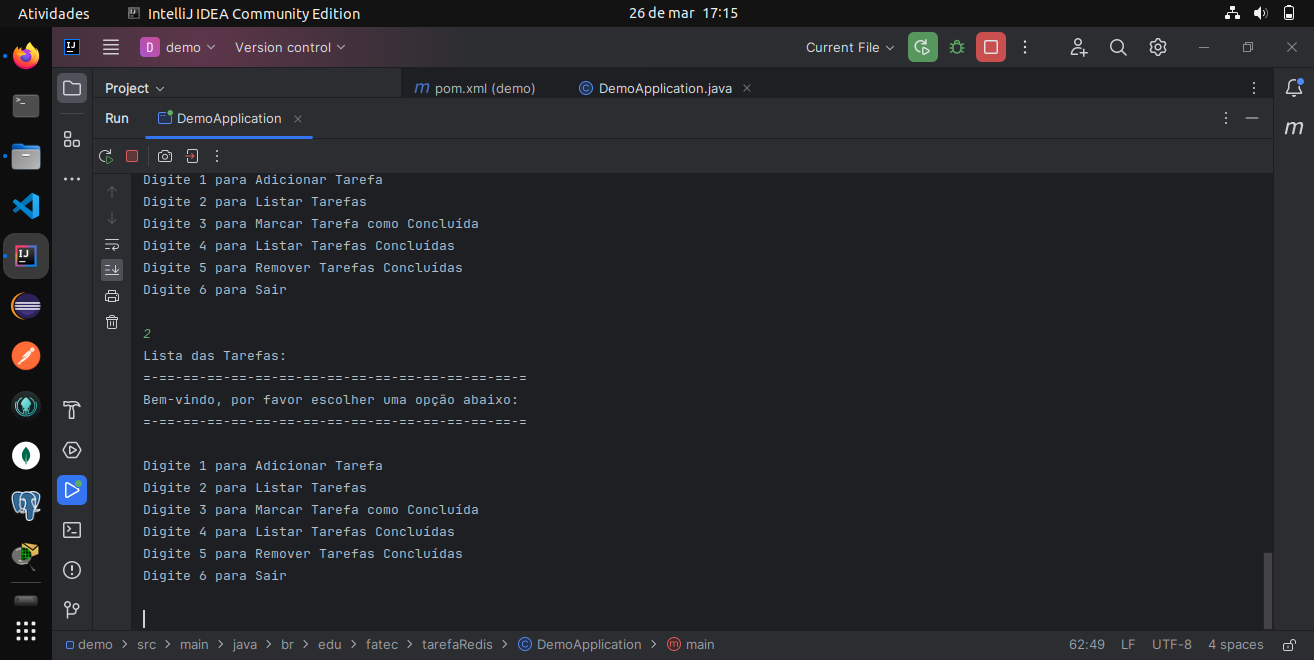 Atividades
IntelliJ IDEA Community Edition
26 de mar 17:15
IJ
D demo
Version control
Current File
Project
m pom.xml (demo)
C DemoApplication.java
Run
DemoApplication
m
Digite 1 para Adicionar Tarefa
Digite 2 para Listar Tarefas
Digite 3 para Marcar Tarefa como Concluída
Digite 4 para Listar Tarefas Concluídas
Digite 5 para Remover Tarefas Concluídas
Digite 6 para Sair
2
Lista das Tarefas:
=-==-==-==-==-==-==-==-==-==-==-==-==-==-==-==-=
Bem-vindo, por favor escolher uma opção abaixo:
=-==-==-==-==-==-==-==-==-==-==-==-==-==-==-==-=
Digite 1 para Adicionar Tarefa
Digite 2 para Listar Tarefas
Digite 3 para Marcar Tarefa como Concluída
Digite 4 para Listar Tarefas Concluídas
Digite 5 para Remover Tarefas Concluídas
Digite 6 para Sair
demo > src > main > java > br > edu > fatec > tarefaRedis > C DemoApplication > m main
62:49 LF UTF-8 4 spaces